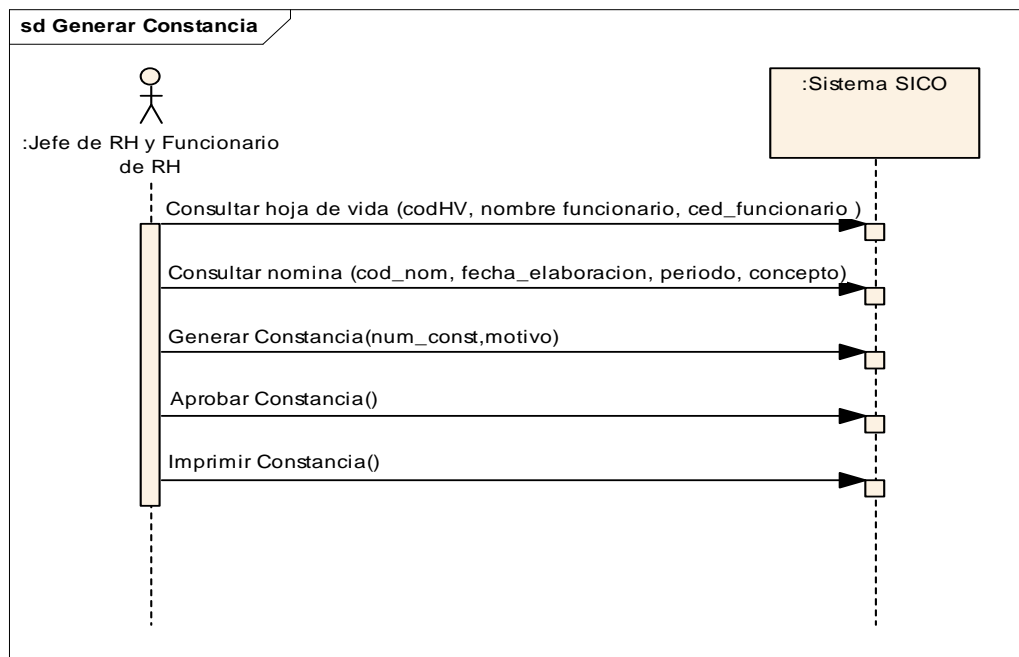 sd Generar Constancia
:Sistema SICO
:Jefe de RH y Funcionario
de RH
Consultar hoja de vida (codHV, nombre funcionario, ced_funcionario )
Consultar nomina (cod_nom, fecha_elaboracion, periodo, concepto)
Generar Constancia(num_const,motivo)
Aprobar Constancia()
Imprimir Constancia()